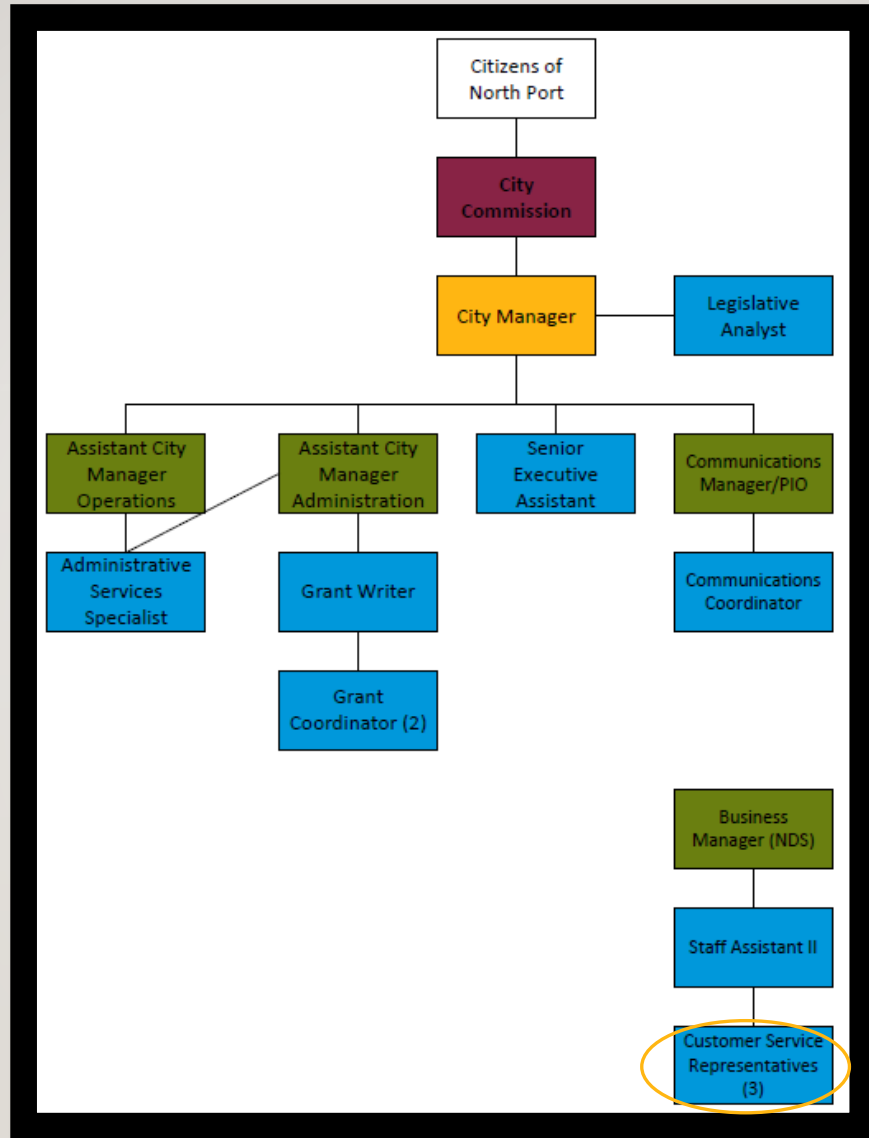 Citizens of
North Port
City
Commission
City Manager
Legislative
Analyst
Assistant City
Manager
Operations
Assistant City
Manager
Administration
Senior
Executive
Assistant
Communications
Manager/PIO
Administrative
Services
Specialist
Grant Writer
Communications
Coordinator
Grant
Coordinator (2)
Business
Manager (NDS)
Staff Assistant II
Customer Service
Representatives
(3)